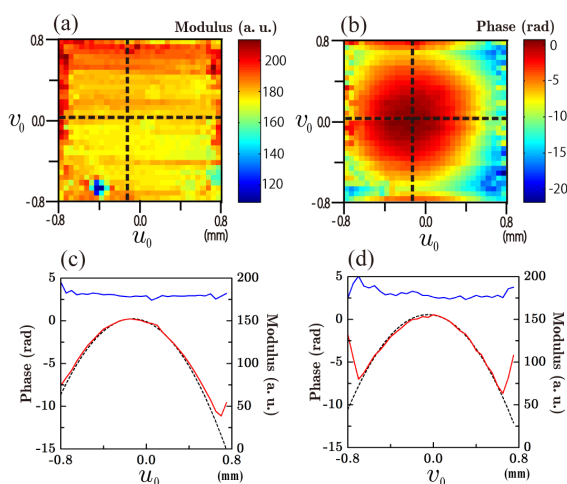 (a) Modulus (a. u.)
0.8
0.0
-0.8
v0
-0.8 0.0 0.8
u0 (mm)
200
180
160
140
120
(b) Phase (rad)
0.8
0.0
-0.8
v0
-0.8 0.0 0.8
u0 (mm)
0
-5
-10
-15
-20
(c)
5
0
-5
-10
-15
Phase (rad)
200
150
100
50
0
Modulus (a. u.)
-0.8 0.0 0.8
u0 (mm)
(d)
5
0
-5
-10
-15
Phase (rad)
200
150
100
50
0
Modulus (a. u.)
-0.8 0.0 0.8
v0 (mm)